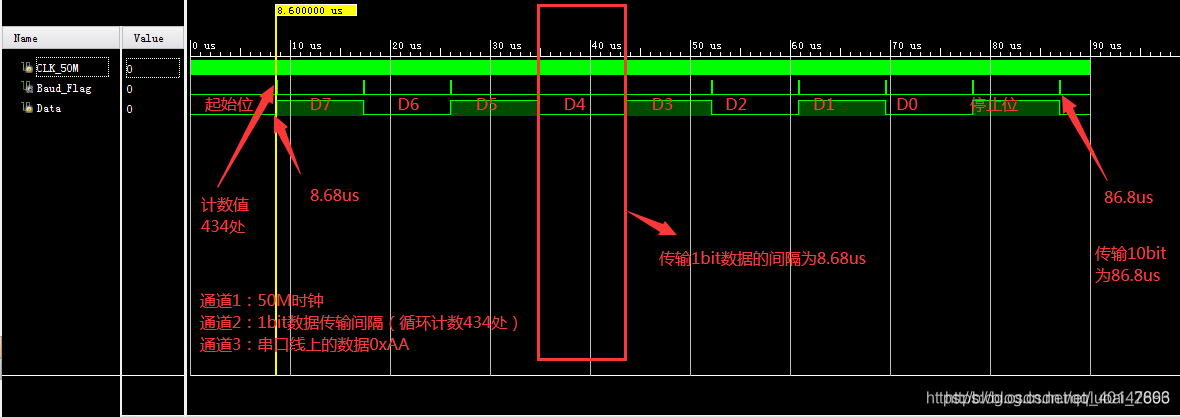 8.600000 us
Name
Value
0 us
10 us
20 us
30 us
40 us
50 us
60 us
70 us
80 us
90 us
CLK_50M
0
Baud_Flag
0
Data
0
起始位
D7
D6
D5
D4
D3
D2
D1
D0
停止位
计数值
434处
8.68us
86.8us
传输1bit数据的间隔为8.68us
传输10bit
为86.8us
通道1：50M时钟
通道2：1bit数据传输间隔（循环计数434处）
通道3：串口线上的数据0xAA